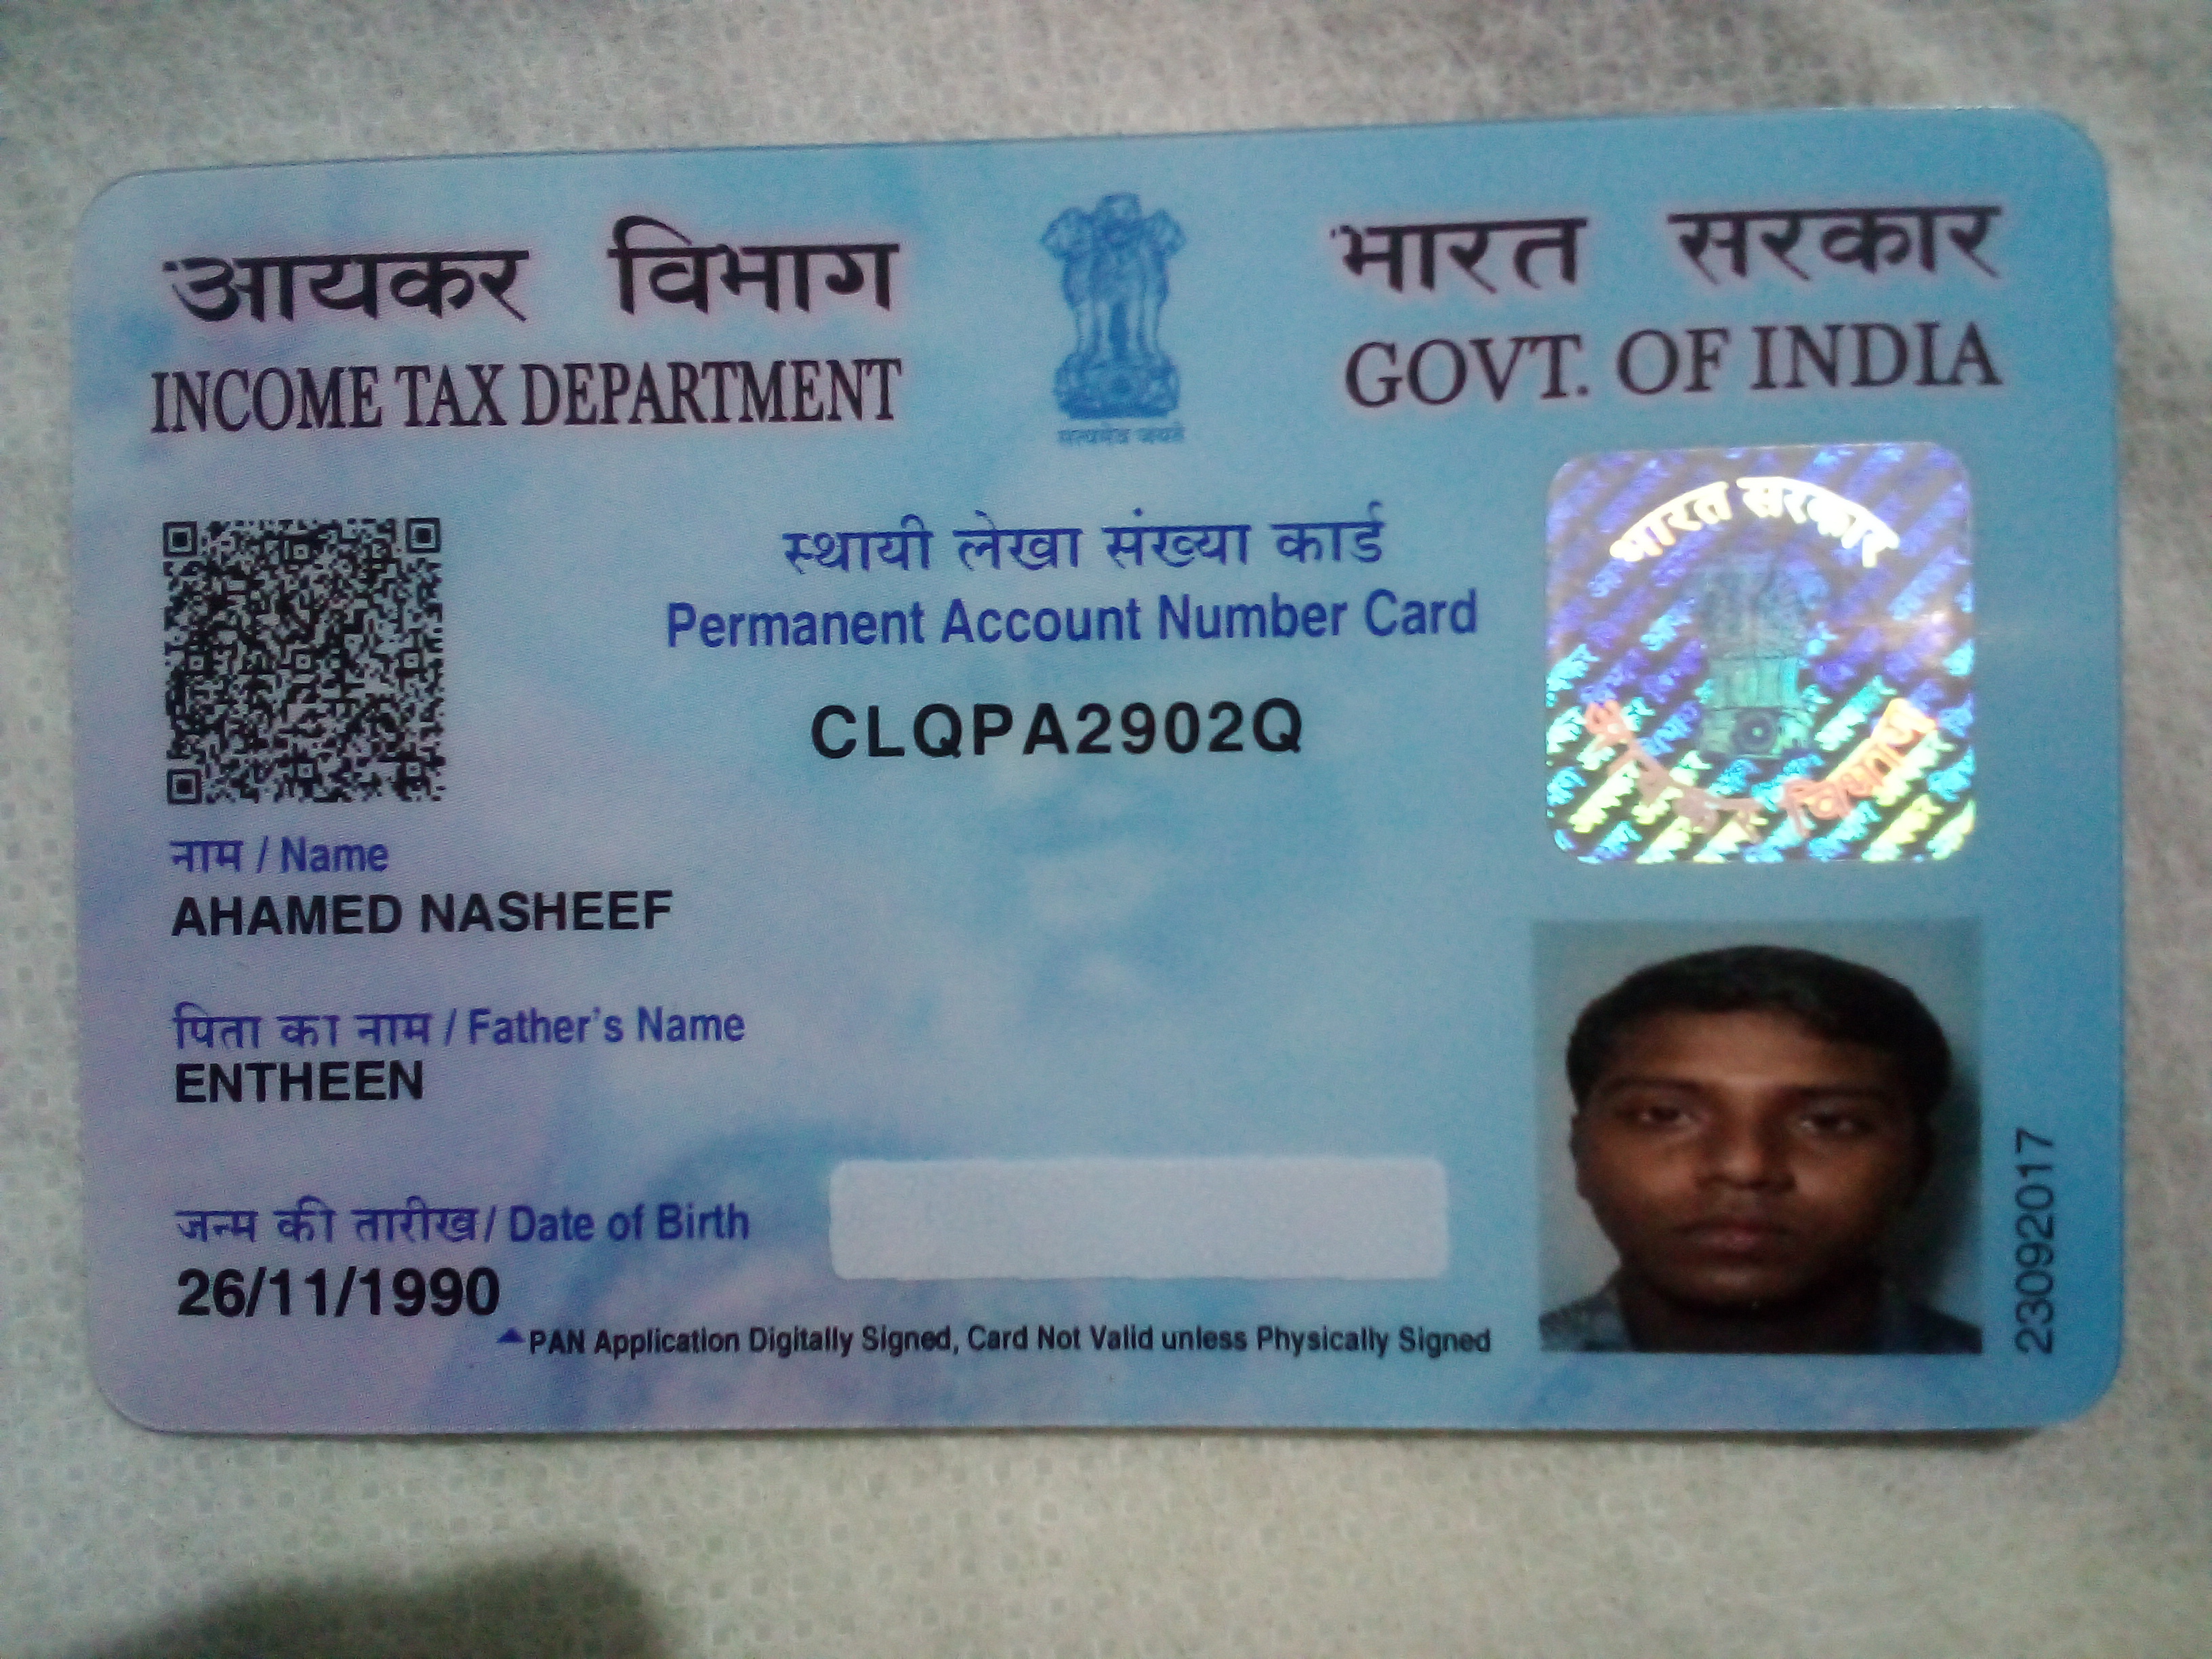 आयकर विभाग
INCOME TAX DEPARTMENT
सत्यमेव जयते
भारत सरकार
GOVT. OF INDIA
भारत सरकार
स्थायी लेखा संख्या कार्ड
Permanent Account Number Card
CLQPA2902Q
नाम / Name
AHAMED NASHEEF
पिता का नाम / Father's Name
ENTHEEN
जन्म की तारीख / Date of Birth
26/11/1990
PAN Application Digitally Signed, Card Not Valid unless Physically Signed
23092017